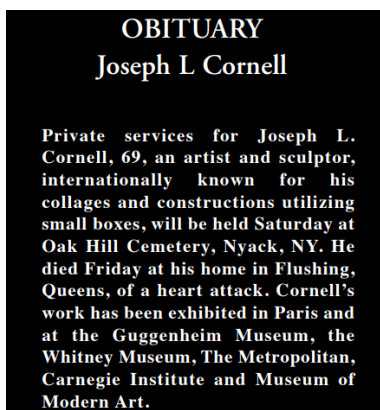 OBITUARY
Joseph L Cornell
Private services for Joseph L.
Cornell, 69, an artist and sculptor,
internationally known for his
collages and constructions utilizing
small boxes, will be held Saturday at
Oak Hill Cemetery, Nyack, NY. He
died Friday at his home in Flushing,
Queens, of a heart attack. Cornell’s
work has been exhibited in Paris and
at the Guggenheim Museum, the
Whitney Museum, The Metropolitan,
Carnegie Institute and Museum of
Modern Art.